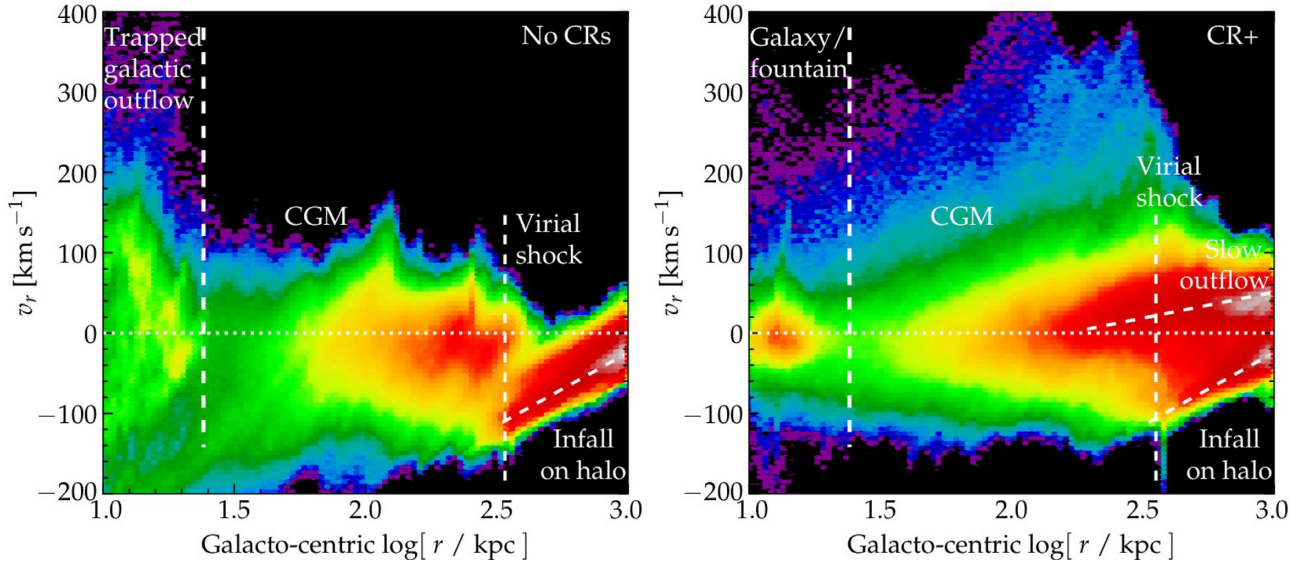 Trapped
galactic
outflow
No CRs
CGM
Virial
shock
Infall
on halo
400
300
200
100
0
−100
−200
v_r [km s⁻¹]
1.0 1.5 2.0 2.5 3.0
Galacto-centric log[ r / kpc ]
Galaxy/
fountain
CR+
CGM
Virial
shock
Slow
outflow
Infall
on halo
400
300
200
100
0
−100
−200
v_r [km s⁻¹]
1.0 1.5 2.0 2.5 3.0
Galacto-centric log[ r / kpc ]